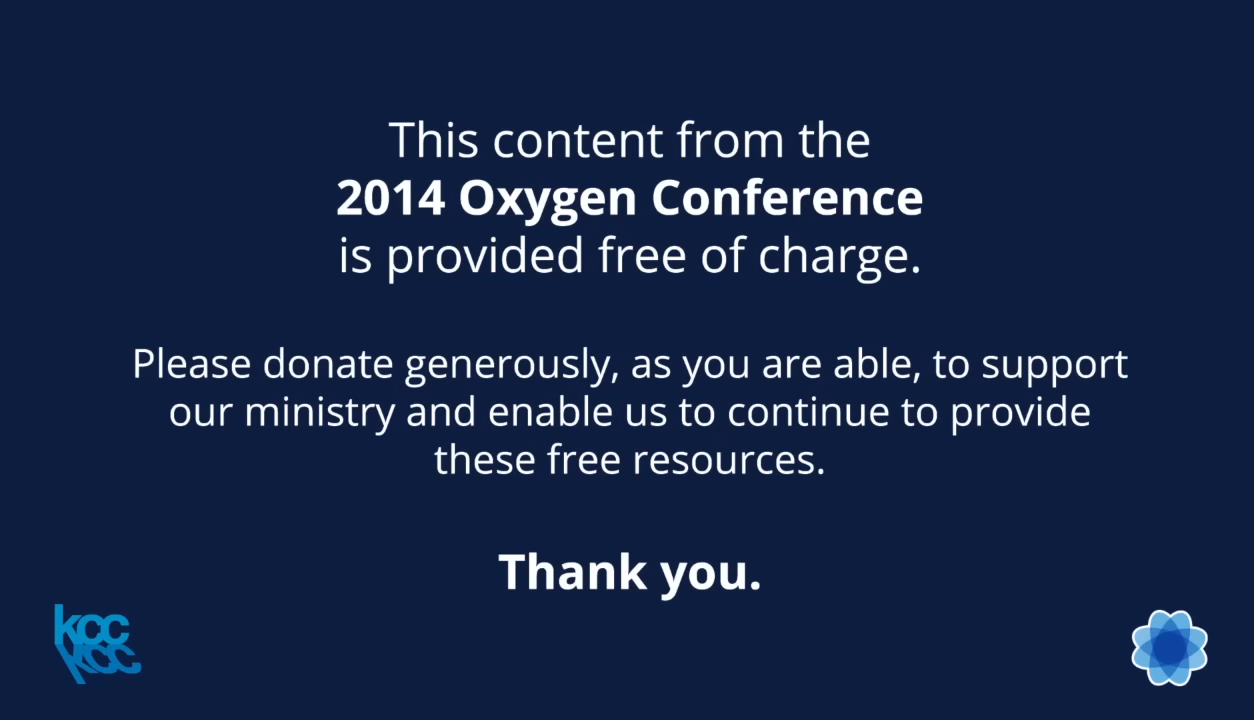 This content from the
2014 Oxygen Conference
is provided free of charge.
Please donate generously, as you are able, to support
our ministry and enable us to continue to provide
these free resources.
Thank you.
kcc
kcc